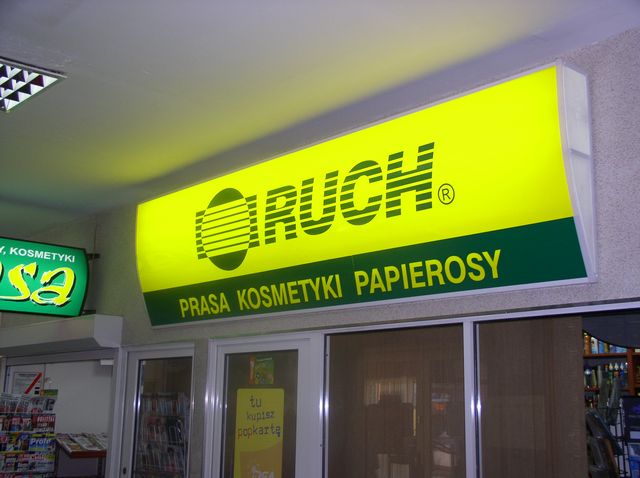 RUCH®
PRASA KOSMETYKI PAPIEROSY
, KOSMETYKI
sa
tu
kupisz
popkartę